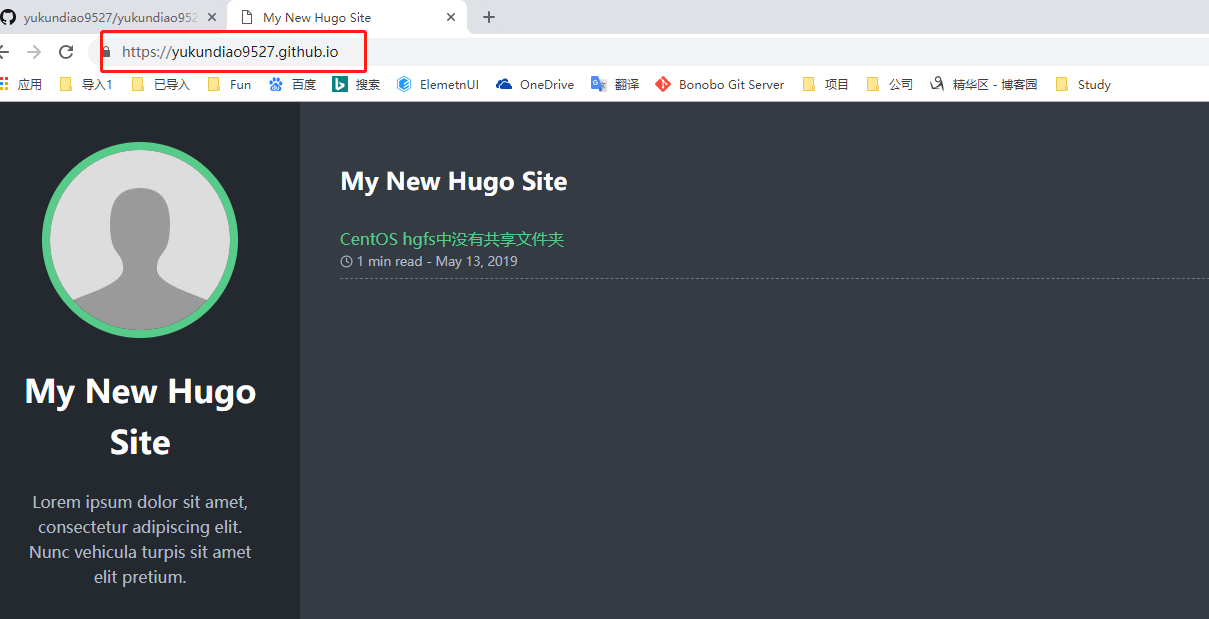 yukundiao9527/yukundiao952
My New Hugo Site
https://yukundiao9527.github.io
应用 导入1 已导入 Fun 百度 搜索 ElemetnUI OneDrive 翻译 Bonobo Git Server 项目 公司 精华区 - 博客园 Study
My New Hugo
Site
Lorem ipsum dolor sit amet,
consectetur adipiscing elit.
Nunc vehicula turpis sit amet
elit pretium.
My New Hugo Site
CentOS hgfs中没有共享文件夹
1 min read - May 13, 2019